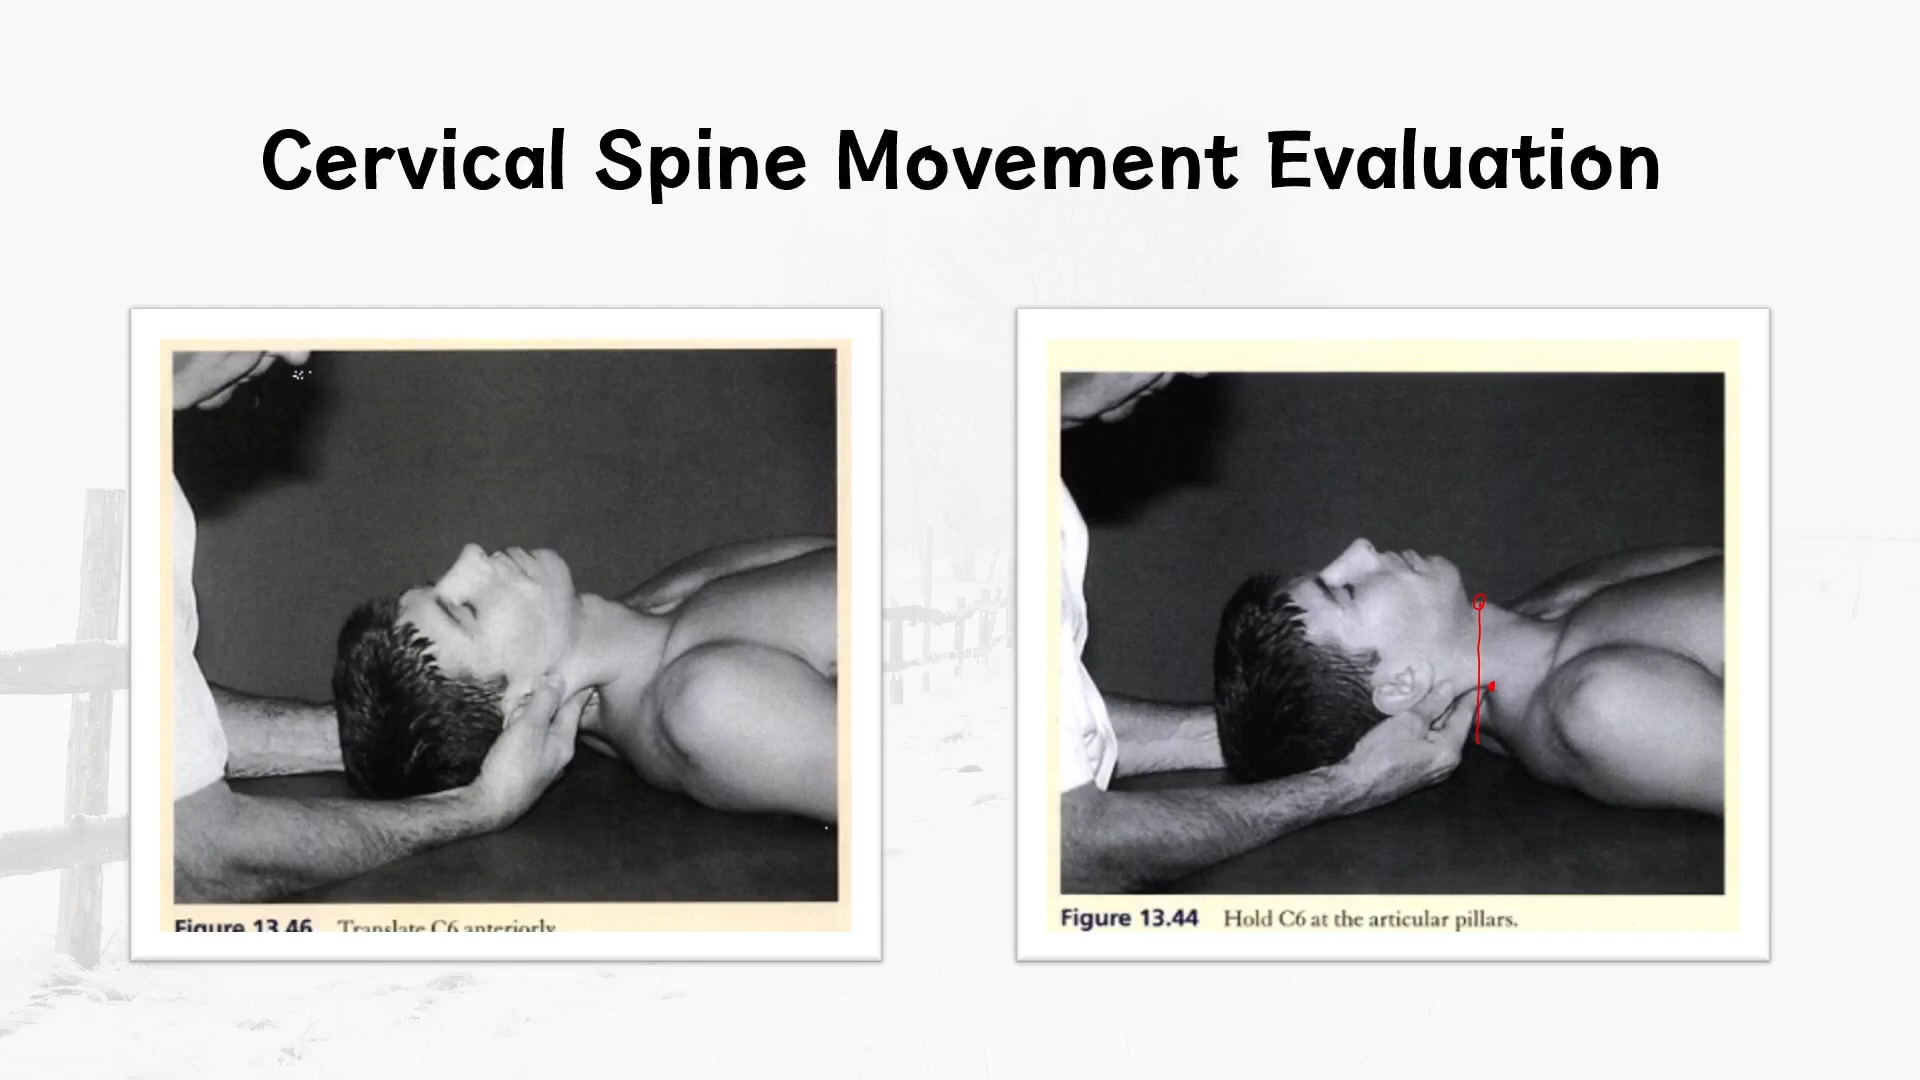 Cervical Spine Movement Evaluation
Figure 13.46 Translate C6 anteriorly.
Figure 13.44 Hold C6 at the articular pillars.